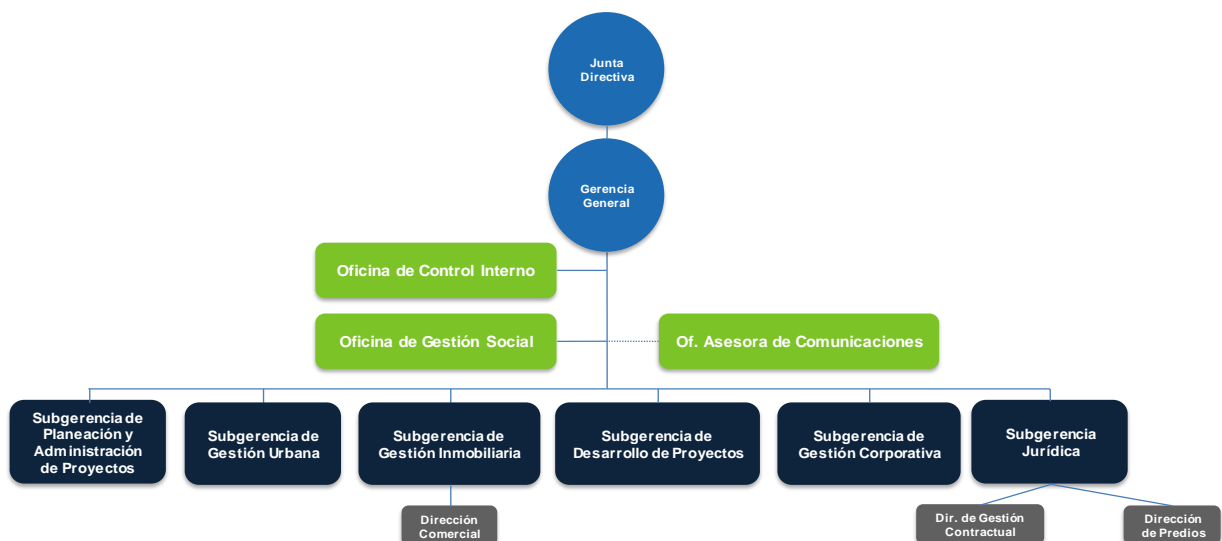 Junta
Directiva
Gerencia
General
Oficina de Control Interno
Oficina de Gestión Social
Of. Asesora de Comunicaciones
Subgerencia de
Planeación y
Administración
de Proyectos
Subgerencia de
Gestión Urbana
Subgerencia de
Gestión Inmobiliaria
Subgerencia de
Desarrollo de Proyectos
Subgerencia de
Gestión Corporativa
Subgerencia
Jurídica
Dirección
Comercial
Dir. de Gestión
Contractual
Dirección
de Predios